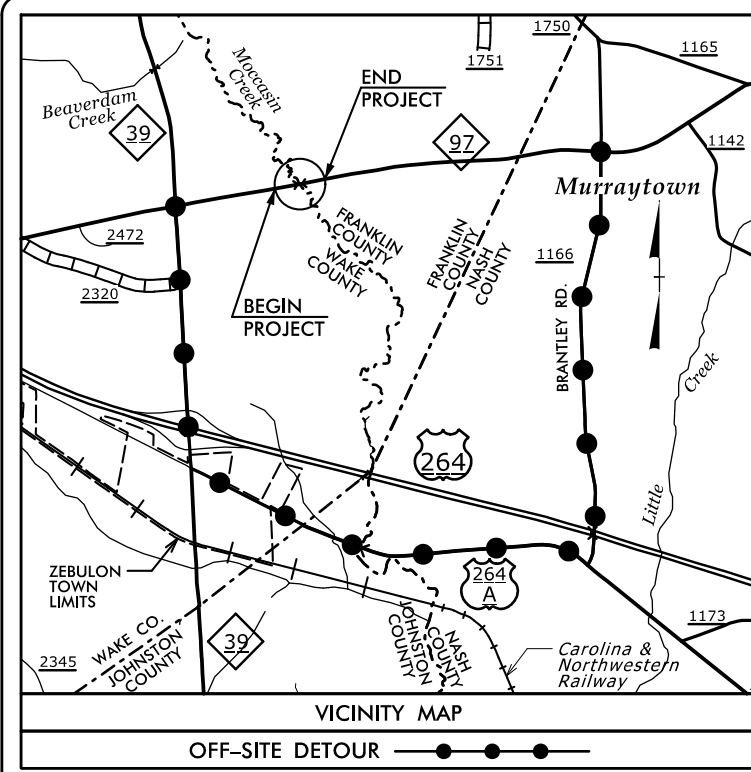 1750
1165
1751
Moccasin
Creek
END
PROJECT
Beaverdam
Creek
39
97
1142
Murraytown
2472
FRANKLIN
COUNTY
WAKE
COUNTY
FRANKLIN
COUNTY
NASH
COUNTY
1166
2320
BEGIN
PROJECT
BRANTLEY RD.
Creek
264
Little
ZEBULON
TOWN
LIMITS
264
A
WAKE CO.
JOHNSTON
COUNTY
39
JOHNSTON
COUNTY
NASH
COUNTY
1173
2345
Carolina &
Northwestern
Railway
VICINITY MAP
OFF-SITE DETOUR